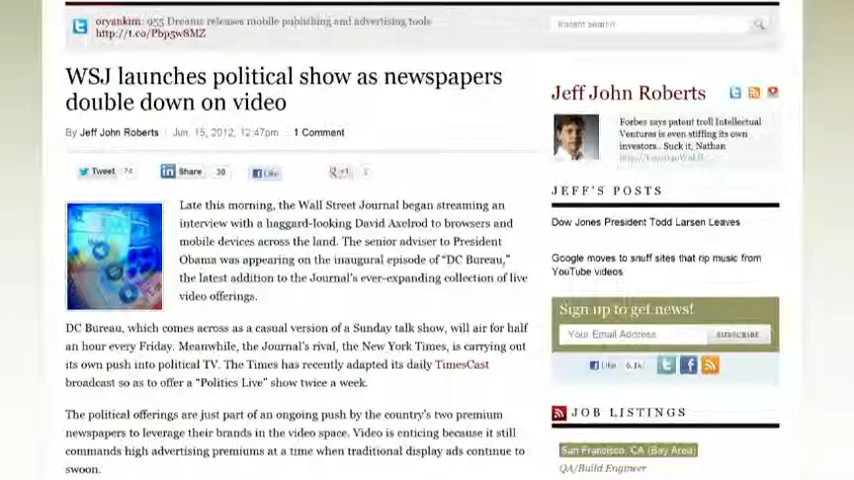 oryankim: 955 Dreams releases mobile publishing and advertising tools
http://t.co/Pbp5w8MZ
WSJ launches political show as newspapers
double down on video
By Jeff John Roberts Jun. 15, 2012, 12:47pm 1 Comment
Tweet 74 Share 30 Like +1
Late this morning, the Wall Street Journal began streaming an
interview with a haggard-looking David Axelrod to browsers and
mobile devices across the land. The senior adviser to President
Obama was appearing on the inaugural episode of "DC Bureau,"
the latest addition to the Journal's ever-expanding collection of live
video offerings.
DC Bureau, which comes across as a casual version of a Sunday talk show, will air for half
an hour every Friday. Meanwhile, the Journal's rival, the New York Times, is carrying out
its own push into political TV. The Times has recently adapted its daily TimesCast
broadcast so as to offer a "Politics Live" show twice a week.
The political offerings are just part of an ongoing push by the country's two premium
newspapers to leverage their brands in the video space. Video is enticing because it still
commands high advertising premiums at a time when traditional display ads continue to
swoon.
search
Jeff John Roberts
Forbes says patent troll Intellectual
Ventures is even stiffing its own
investors.. Suck it, Nathan
JEFF'S POSTS
Dow Jones President Todd Larsen Leaves
Google moves to snuff sites that rip music from
YouTube videos
Sign up to get news!
Your Email Address SUBSCRIBE
Like 6.1k
JOB LISTINGS
San Francisco, CA (Bay Area)
QA/Build Engineer